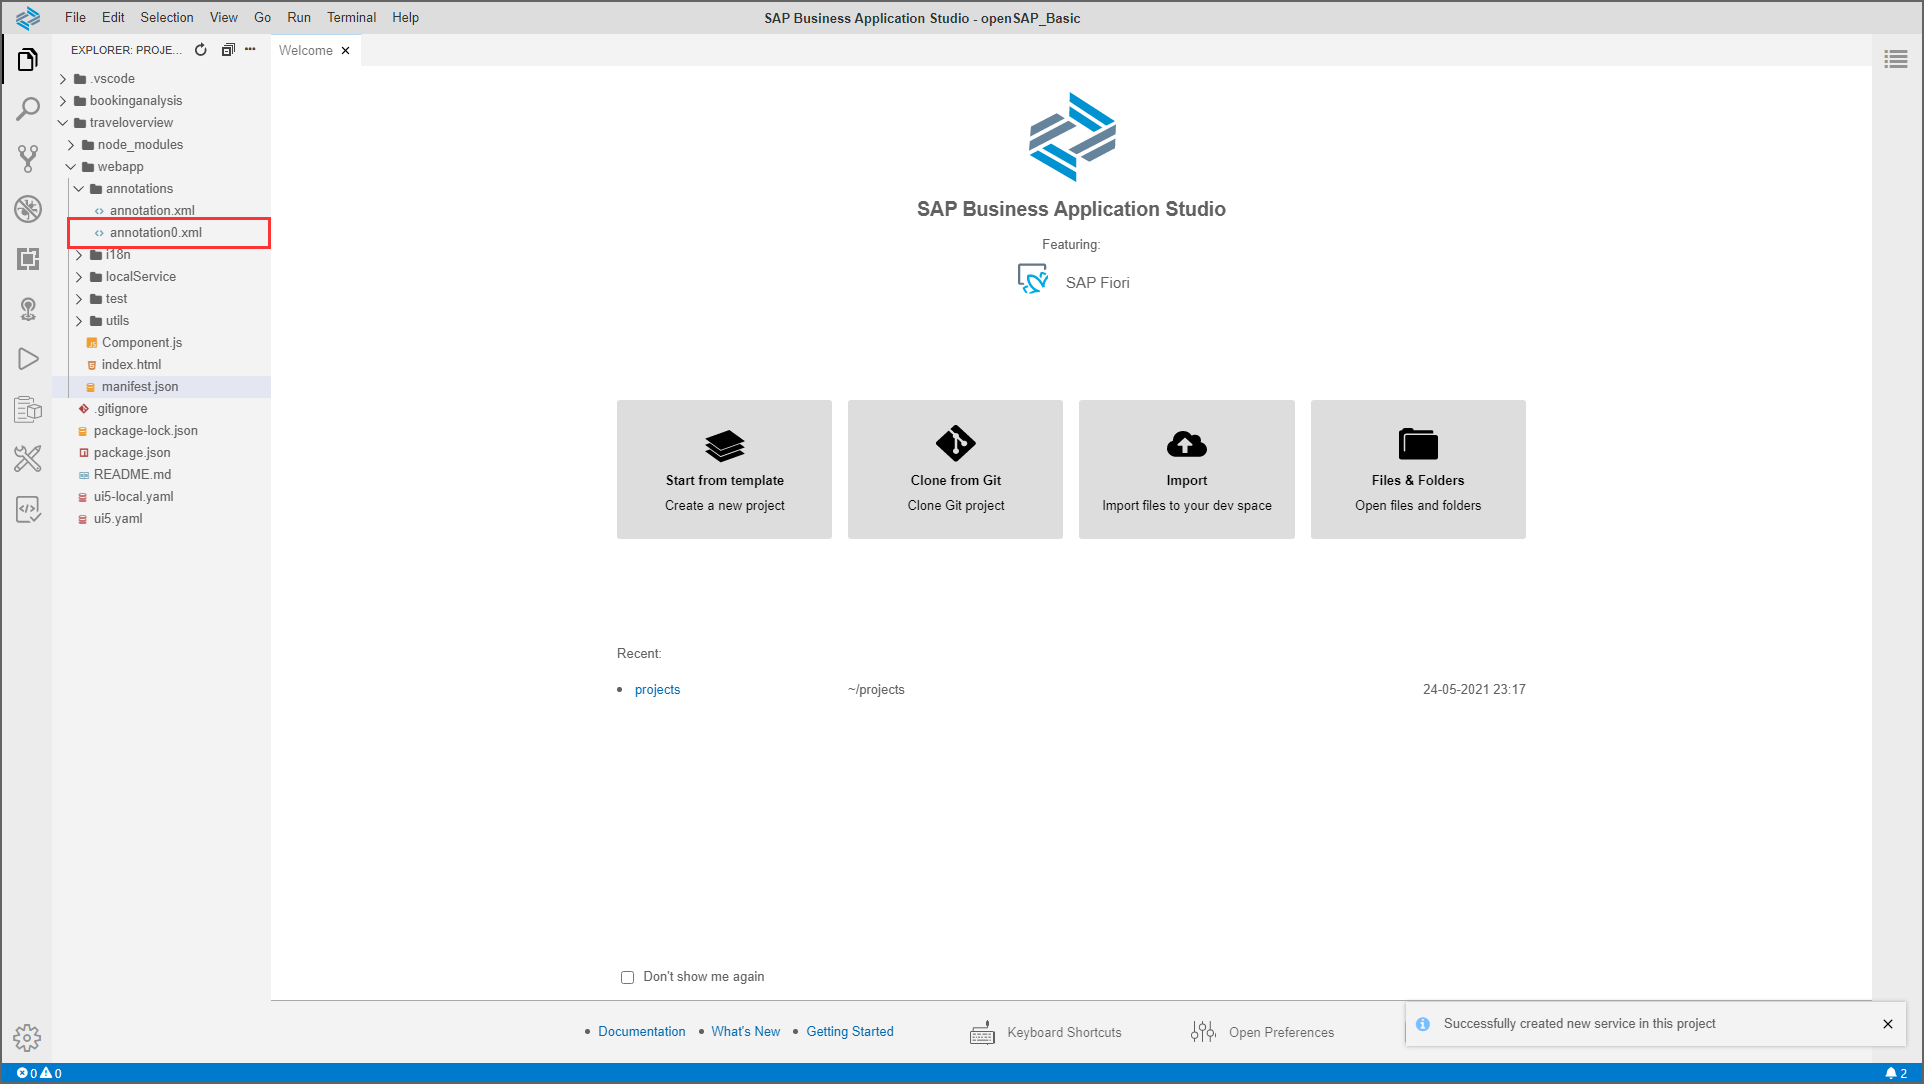 File Edit Selection View Go Run Terminal Help
SAP Business Application Studio - openSAP_Basic
EXPLORER: PROJE...
Welcome
.vscode
bookinganalysis
traveloverview
node_modules
webapp
annotations
annotation.xml
annotation0.xml
i18n
localService
test
utils
Component.js
index.html
manifest.json
.gitignore
package-lock.json
package.json
README.md
ui5-local.yaml
ui5.yaml
SAP Business Application Studio
Featuring:
SAP Fiori
Start from template
Create a new project
Clone from Git
Clone Git project
Import
Import files to your dev space
Files & Folders
Open files and folders
Recent:
projects ~/projects 24-05-2021 23:17
Don't show me again
Documentation What's New Getting Started Keyboard Shortcuts Open Preferences
Successfully created new service in this project
0 0 2